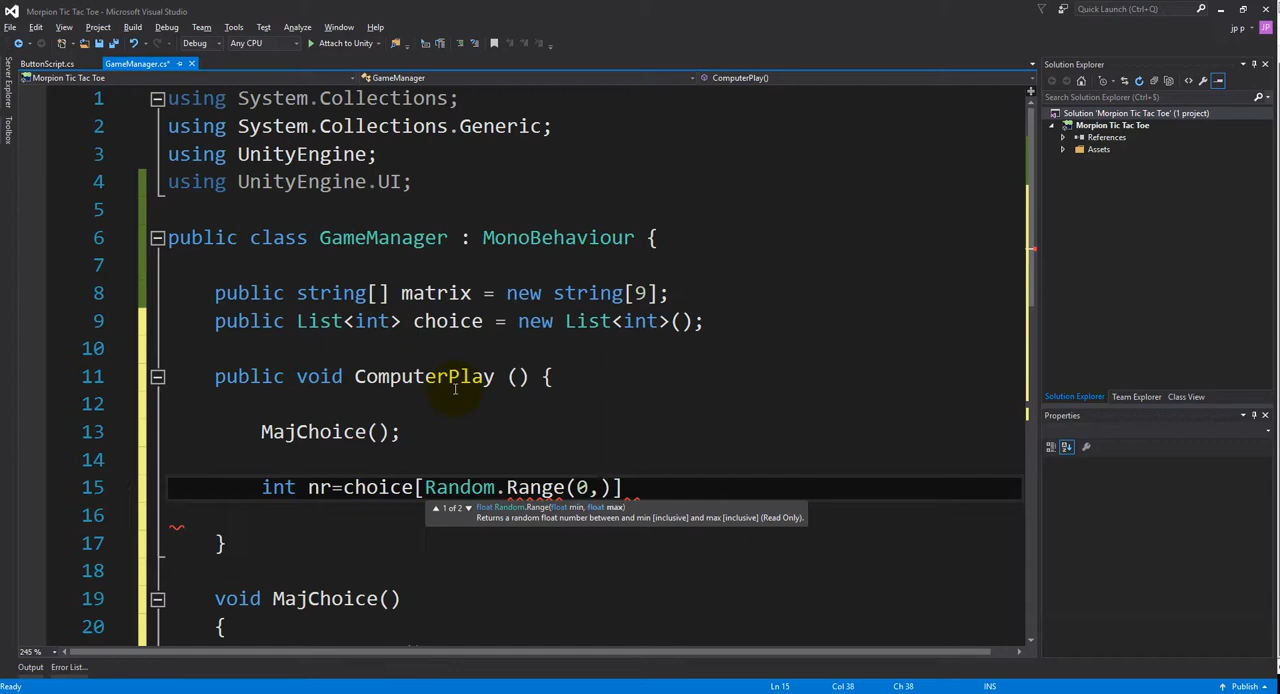 Morpion Tic Tac Toe - Microsoft Visual Studio
Quick Launch (Ctrl+$)
File Edit View Project Build Debug Team Tools Test Analyze Window Help
jp p JP
Debug Any CPU Attach to Unity
ButtonScript.cs GameManager.cs*
Morpion Tic Tac Toe GameManager ComputerPlay()
Server Explorer
Toolbox
1 using System.Collections;
2 using System.Collections.Generic;
3 using UnityEngine;
4 using UnityEngine.UI;
5
6 public class GameManager : MonoBehaviour {
7
8 public string[] matrix = new string[9];
9 public List<int> choice = new List<int>();
10
11 public void ComputerPlay () {
12
13 MajChoice();
14
15 int nr=choice[Random.Range(0,)]
1 of 2 float Random.Range(float min, float max)
Returns a random float number between and min [inclusive] and max [inclusive] (Read Only).
16
17 }
18
19 void MajChoice()
20 {
245 %
Output Error List...
Ready Ln 15 Col 38 Ch 38 INS Publish
Solution Explorer
Search Solution Explorer (Ctrl+$)
Solution 'Morpion Tic Tac Toe' (1 project)
Morpion Tic Tac Toe
References
Assets
Solution Explorer Team Explorer Class View
Properties